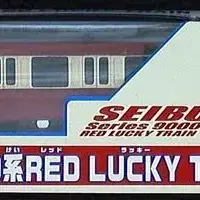 SEIBU
Series 9000
RED LUCKY TRAIN
けい レッド ラッキー
系RED LUCKY T